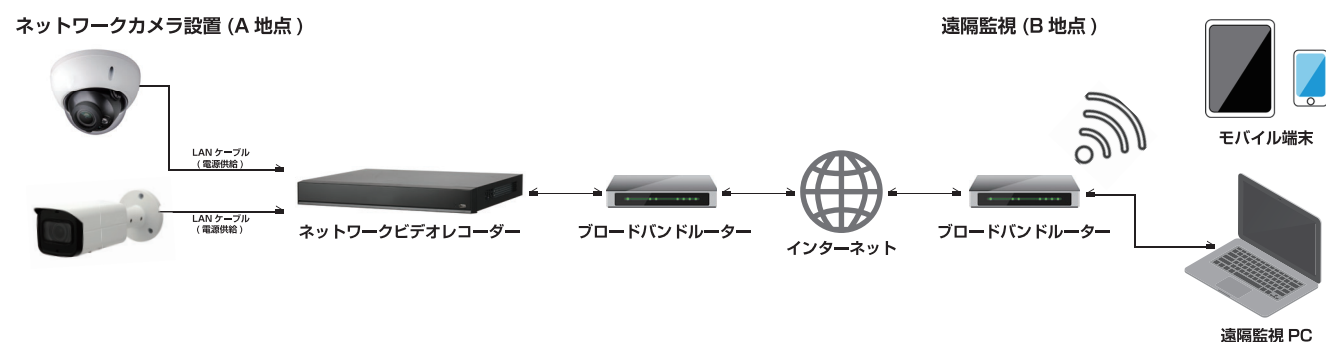 ネットワークカメラ設置 (A 地点 )
遠隔監視 (B 地点 )
モバイル端末
LAN ケーブル
( 電源供給 )
LAN ケーブル
( 電源供給 )
ネットワークビデオレコーダー
ブロードバンドルーター
インターネット
ブロードバンドルーター
遠隔監視 PC